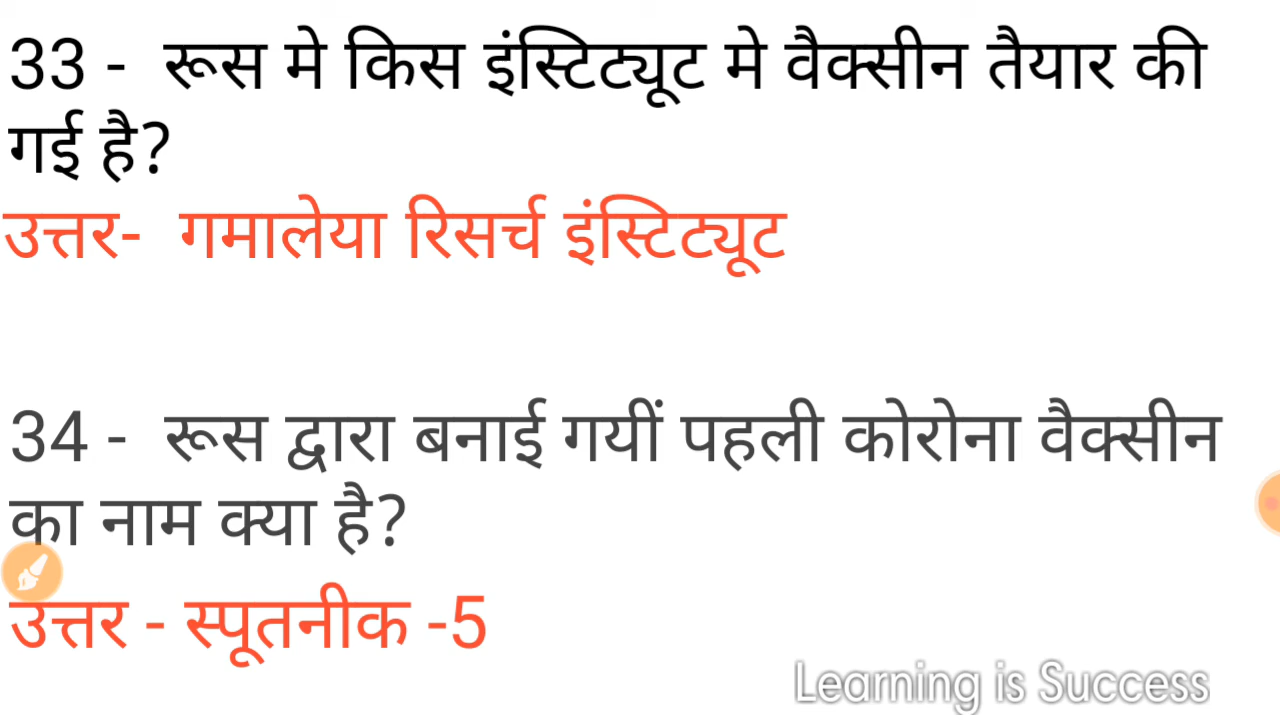 33 -  रूस मे किस इंस्टिट्यूट मे वैक्सीन तैयार की
गई है?
उत्तर-  गमालेया रिसर्च इंस्टिट्यूट
34 -  रूस द्वारा बनाई गयीं पहली कोरोना वैक्सीन
का नाम क्या है?
उत्तर - स्पूतनीक -5
Learning is Success